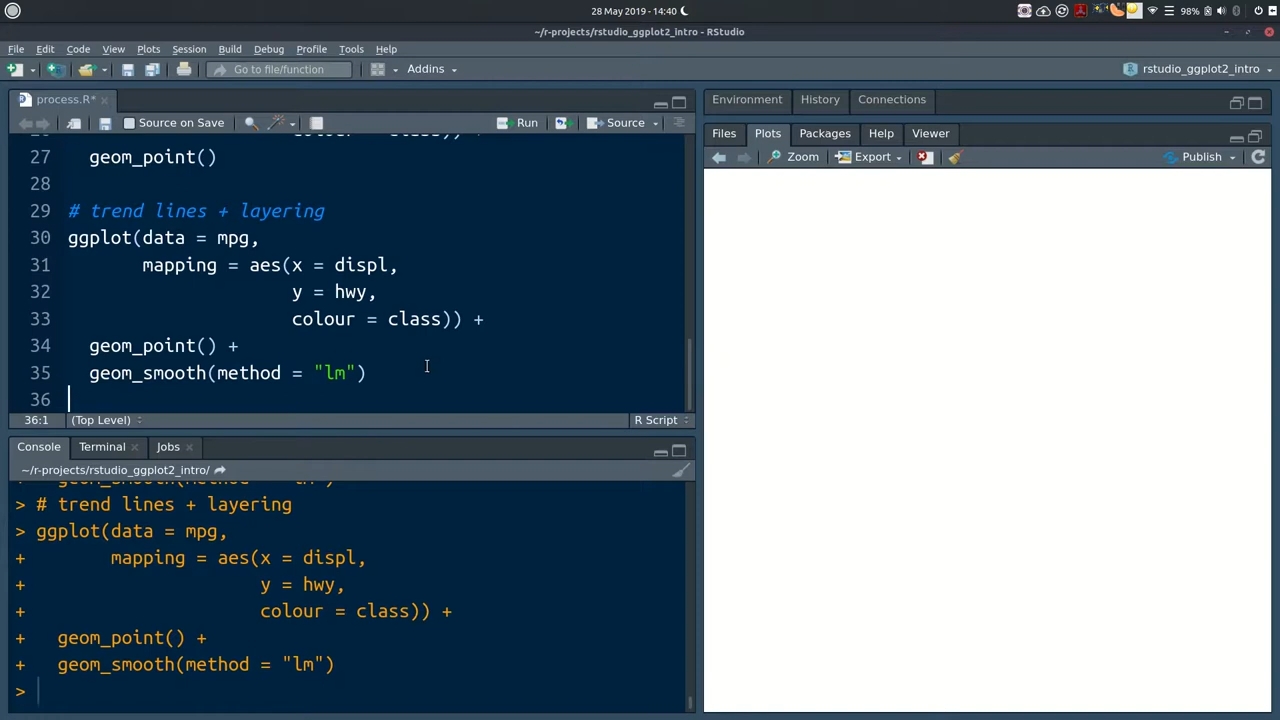 28 May 2019 - 14:40
98%
~/r-projects/rstudio_ggplot2_intro - RStudio
File Edit Code View Plots Session Build Debug Profile Tools Help
Go to file/function
Addins
rstudio_ggplot2_intro
process.R*
Source on Save
Run
Source
27 geom_point()
28
29 # trend lines + layering
30 ggplot(data = mpg,
31 mapping = aes(x = displ,
32 y = hwy,
33 colour = class)) +
34 geom_point() +
35 geom_smooth(method = "lm")
36
36:1 (Top Level) R Script
Console Terminal Jobs
~/r-projects/rstudio_ggplot2_intro/
> # trend lines + layering
> ggplot(data = mpg,
+ mapping = aes(x = displ,
+ y = hwy,
+ colour = class)) +
+ geom_point() +
+ geom_smooth(method = "lm")
>
Environment History Connections
Files Plots Packages Help Viewer
Zoom Export Publish